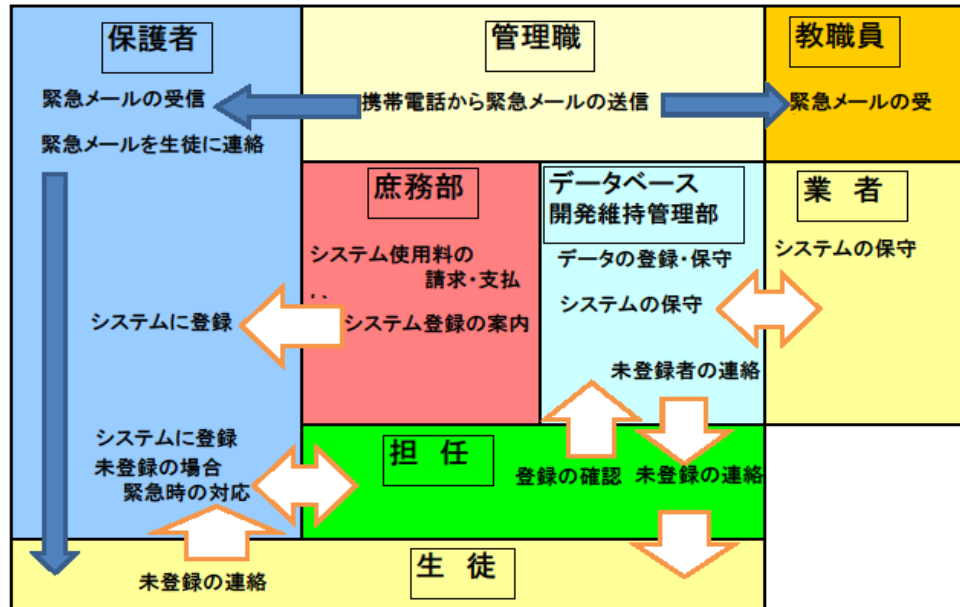 保護者
緊急メールの受信
緊急メールを生徒に連絡
システムに登録
システムに登録
未登録の場合
緊急時の対応
管理職
携帯電話から緊急メールの送信
教職員
緊急メールの受
庶務部
システム使用料の
請求・支払
システム登録の案内
データベース
開発維持管理部
データの登録・保守
システムの保守
未登録者の連絡
業 者
システムの保守
担 任
登録の確認
未登録の連絡
生 徒
未登録の連絡